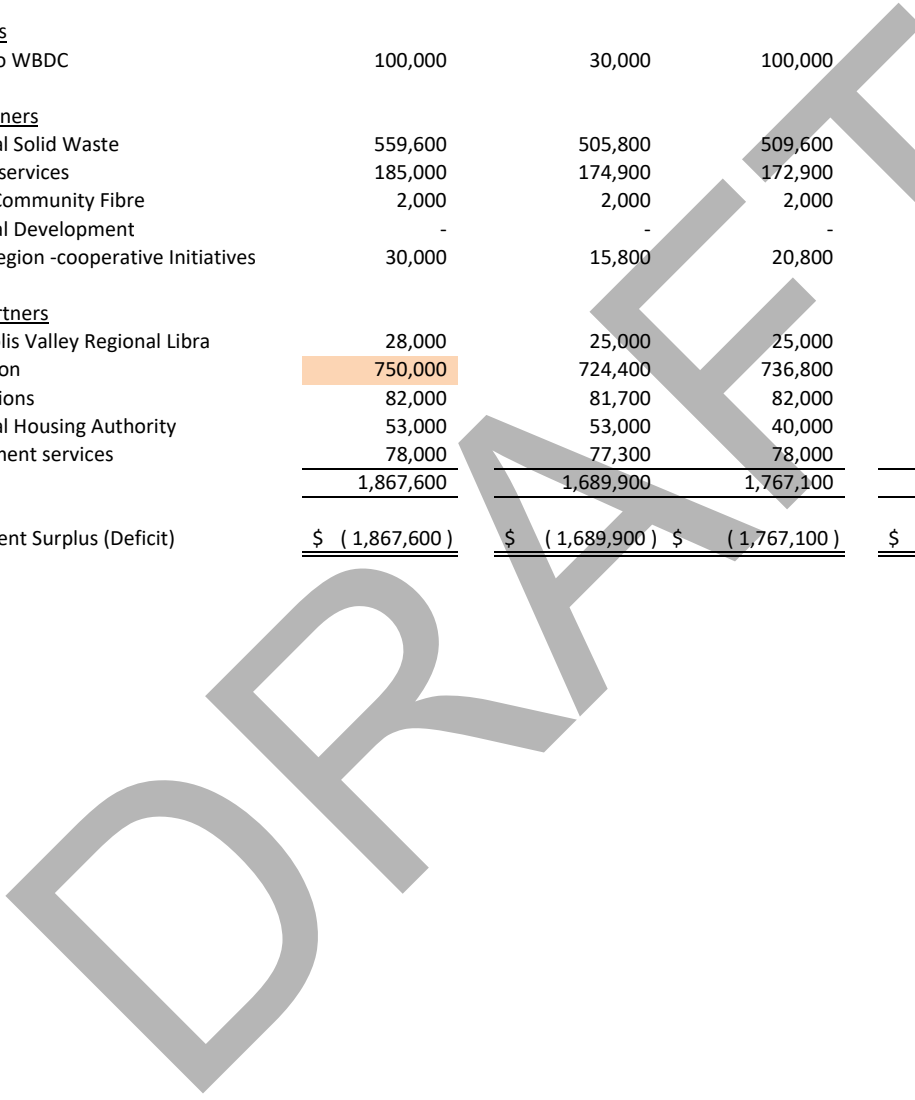 s
o WBDC 100,000 30,000 100,000
ners
al Solid Waste 559,600 505,800 509,600
services 185,000 174,900 172,900
Community Fibre 2,000 2,000 2,000
al Development - - -
egion -cooperative Initiatives 30,000 15,800 20,800
rtners
lis Valley Regional Libra 28,000 25,000 25,000
on 750,000 724,400 736,800
ions 82,000 81,700 82,000
al Housing Authority 53,000 53,000 40,000
ment services 78,000 77,300 78,000
1,867,600 1,689,900 1,767,100
ent Surplus (Deficit) $ ( 1,867,600 ) $ ( 1,689,900 ) $ ( 1,767,100 ) $
DRAFT